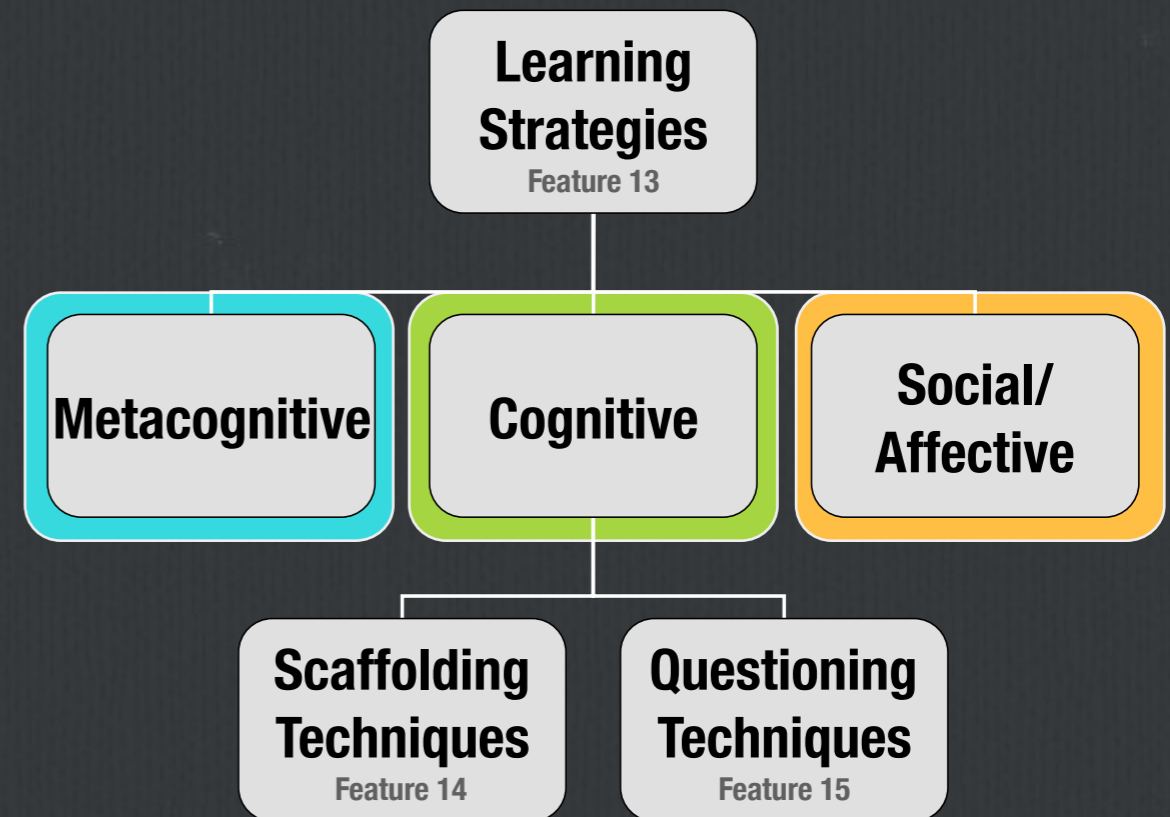 Learning
Strategies
Feature 13
Metacognitive
Cognitive
Social/
Affective
Scaffolding
Techniques
Feature 14
Questioning
Techniques
Feature 15